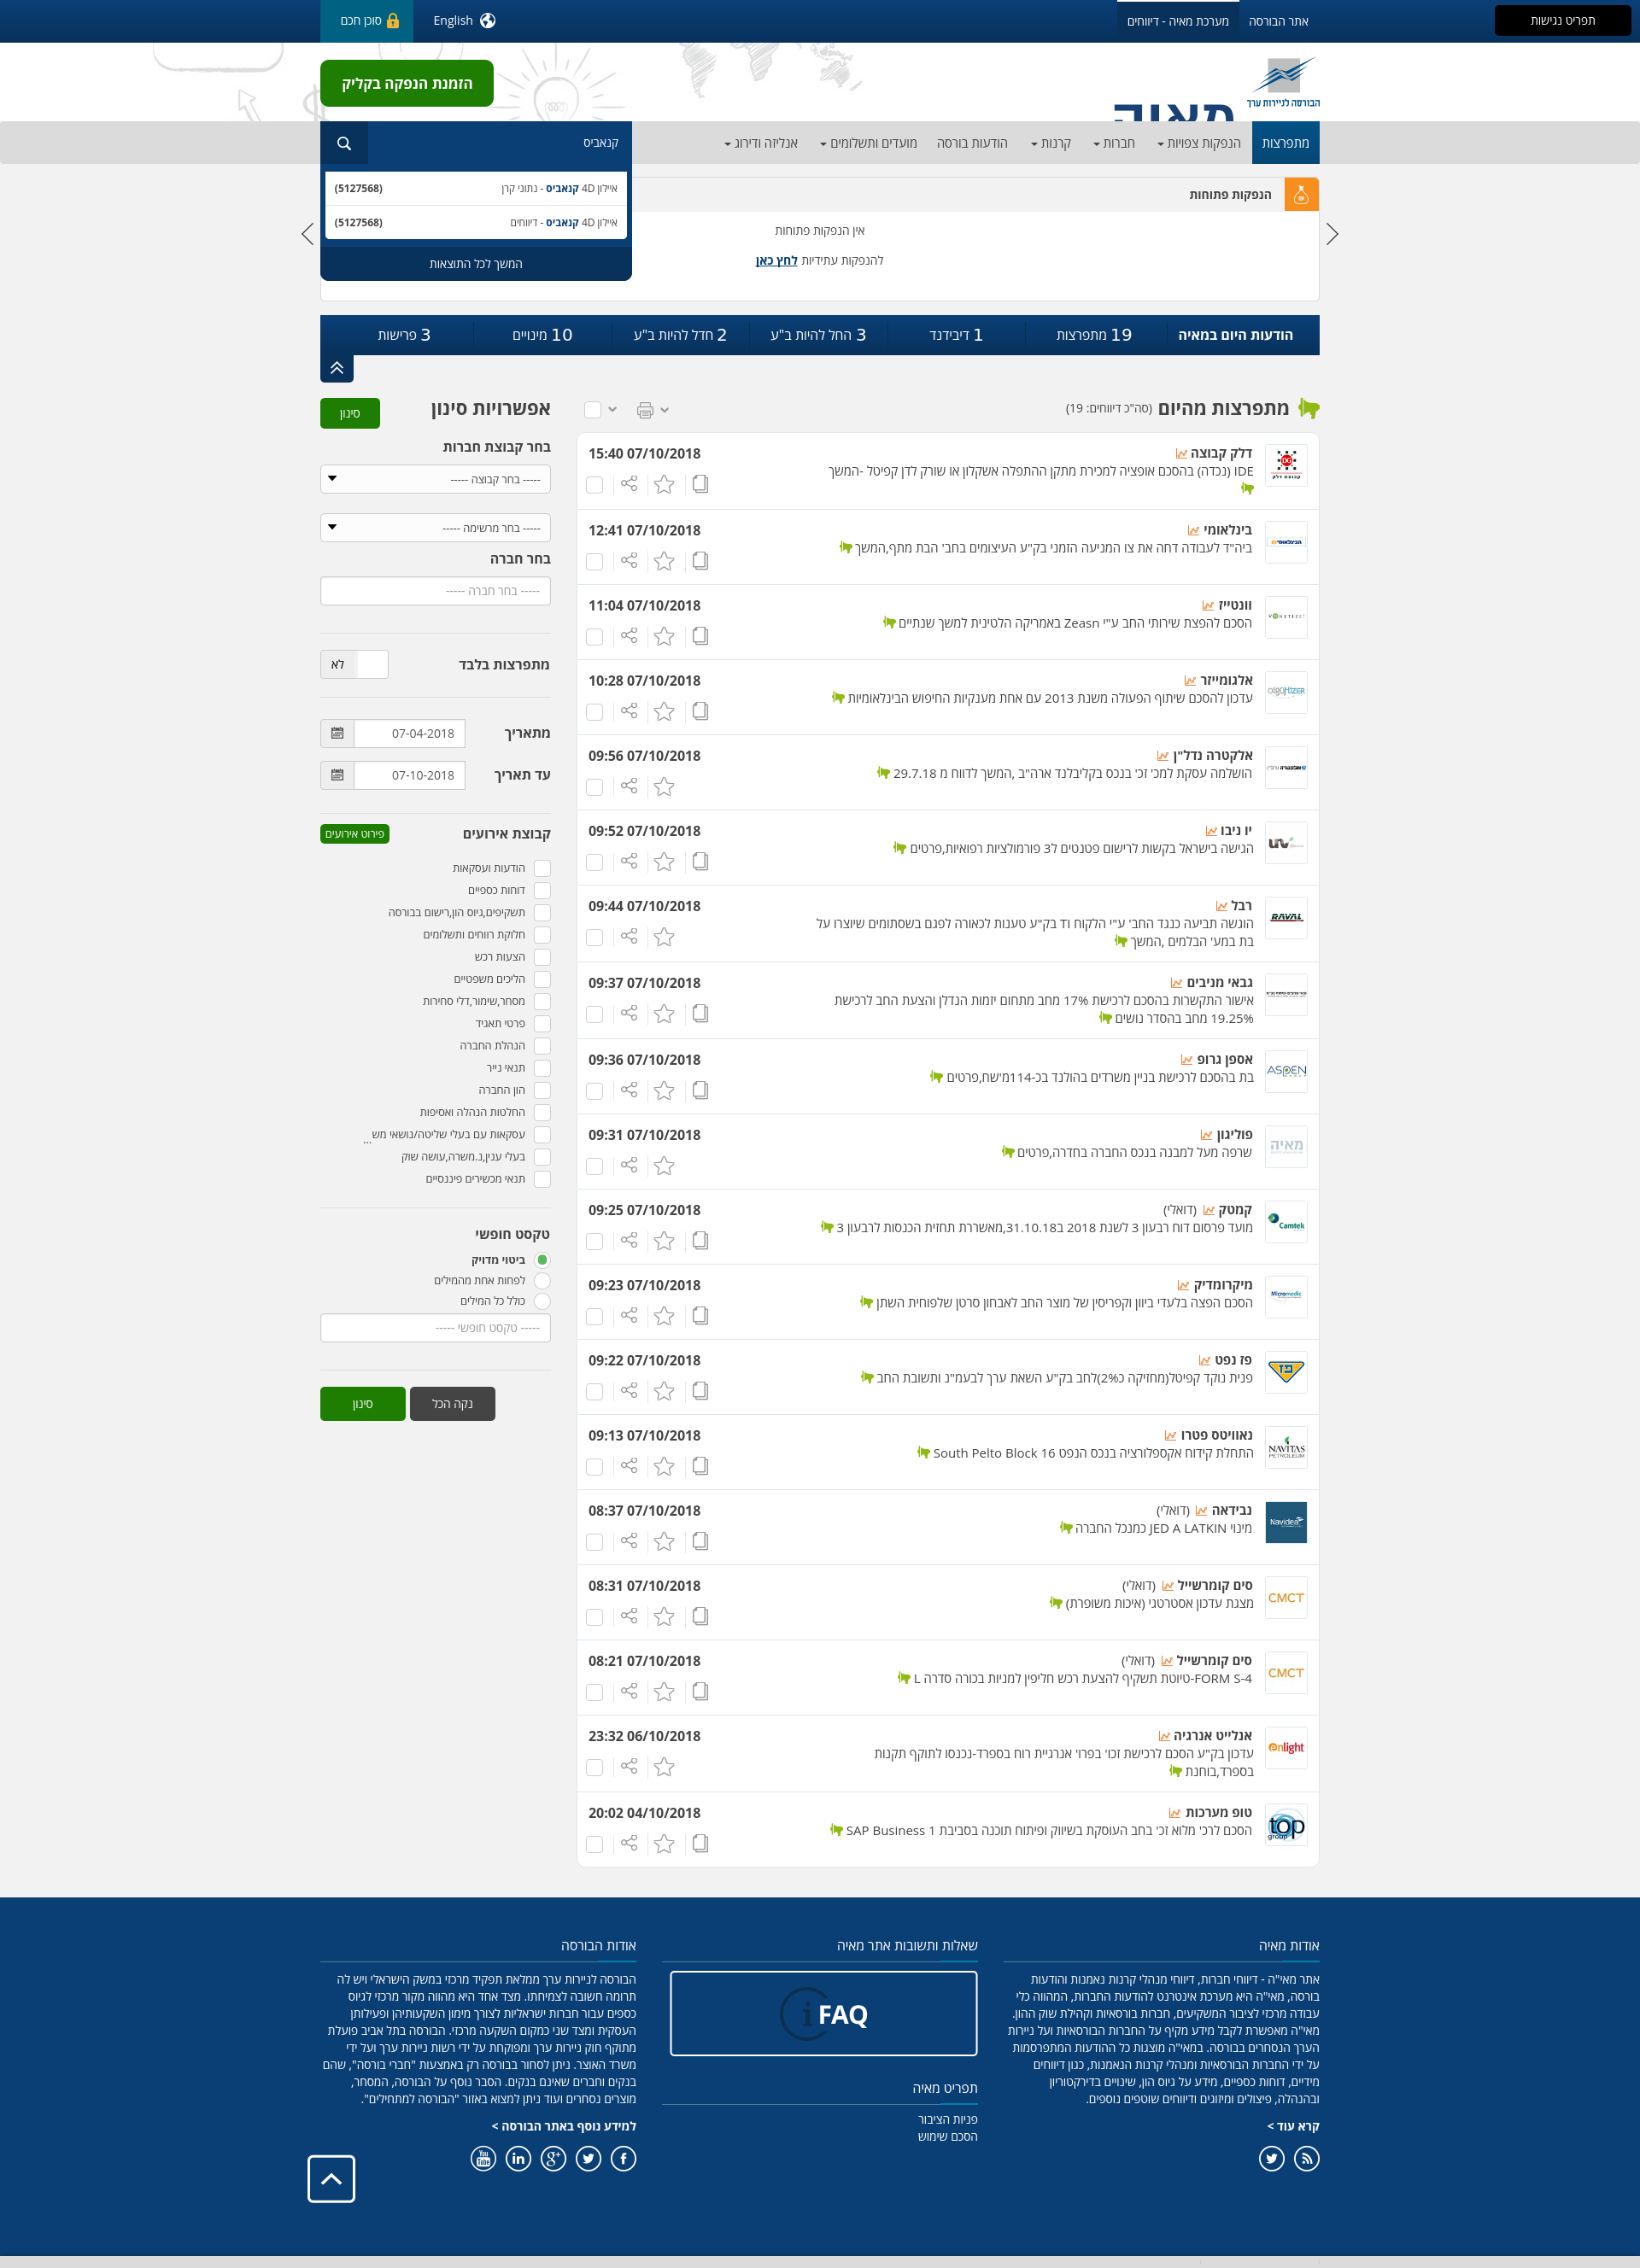 תפריט נגישות
אתר הבורסה
מערכת מאיה - דיווחים
English
סוכן חכם
הבורסה לניירות ערך
מאיה
הזמנת הנפקה בקליק
מתפרצות
הנפקות צפויות
חברות
קרנות
הודעות בורסה
מועדים ותשלומים
אנליזה ודירוג
קנאביס
איילון 4D קנאביס - נתוני קרן (5127568)
איילון 4D קנאביס - דיווחים (5127568)
המשך לכל התוצאות
הנפקות פתוחות
אין הנפקות פתוחות
להנפקות עתידיות לחץ כאן
הודעות היום במאיה
19 מתפרצות
1 דיבידנד
3 החל להיות ב"ע
2 חדל להיות ב"ע
10 מינויים
3 פרישות
מתפרצות מהיום (סה"כ דיווחים: 19)
דלק קבוצה
07/10/2018 15:40
IDE (נכדה) בהסכם אופציה למכירת מתקן ההתפלה אשקלון או שורק לדן קפיטל -המשך
בינלאומי
07/10/2018 12:41
ביה"ד לעבודה דחה את צו המניעה הזמני בק"ע העיצומים בחב' הבת מתף,המשך
וונטייז
07/10/2018 11:04
הסכם להפצת שירותי החב ע"י Zeasn באמריקה הלטינית למשך שנתיים
אלגומייזר
07/10/2018 10:28
עדכון להסכם שיתוף הפעולה משנת 2013 עם אחת מענקיות החיפוש הבינלאומיות
אלקטרה נדל"ן
07/10/2018 09:56
הושלמה עסקת למכ' זכ' בנכס בקליבלנד ארה"ב ,המשך לדווח מ 29.7.18
יו ניבו
07/10/2018 09:52
הגישה בישראל בקשות לרישום פטנטים ל3 פורמולציות רפואיות,פרטים
רבל
RAVAL
07/10/2018 09:44
הוגשה תביעה כנגד החב' ע"י הלקוח TI בק"ע טענות לכאורה לפגם בשסתומים שיוצרו על
בת במע' הבלמים ,המשך
גבאי מניבים
07/10/2018 09:37
אישור התקשרות בהסכם לרכישת 17% מחב מתחום יזמות הנדלן והצעת החב לרכישת
19.25% מחב בהסדר נושים
אספן גרופ
ASPEN
07/10/2018 09:36
בת בהסכם לרכישת בניין משרדים בהולנד בכ-114מ'שח,פרטים
פוליגון
מאיה
07/10/2018 09:31
שרפה מעל למבנה בנכס החברה בחדרה,פרטים
קמטק (דואלי)
Camtek
07/10/2018 09:25
מועד פרסום דוח רבעון 3 לשנת 2018 ב31.10.18,מאשררת תחזית הכנסות לרבעון 3
מיקרומדיק
Micromedic
07/10/2018 09:23
הסכם הפצה בלעדי ביוון וקפריסין של מוצר החב לאבחון סרטן שלפוחית השתן
פז נפט
פז
07/10/2018 09:22
פנית נוקד קפיטל(מחזיקה כ2%)לחב בק"ע השאת ערך לבעמ"נ ותשובת החב
נאוויטס פטרו
NAVITAS
PETROLEUM
07/10/2018 09:13
התחלת קידוח אקספלורציה בנכס הנפט South Pelto Block 16
נבידאה (דואלי)
Navidea
07/10/2018 08:37
מינוי JED A LATKIN כמנכל החברה
סים קומרשייל (דואלי)
CMCT
07/10/2018 08:31
מצגת עדכון אסטרטגי (איכות משופרת)
סים קומרשייל (דואלי)
CMCT
07/10/2018 08:21
FORM S-4-טיוטת תשקיף להצעת רכש חליפין למניות בכורה סדרה L
אנלייט אנרגיה
enlight
06/10/2018 23:32
עדכון בק"ע הסכם לרכישת זכו' בפרו' אנרגיית רוח בספרד-נכנסו לתוקף תקנות
בספרד,בוחנת
טופ מערכות
top
group
04/10/2018 20:02
הסכם לרכ' מלוא זכ' בחב העוסקת בשיווק ופיתוח תוכנה בסביבת SAP Business 1
אפשרויות סינון
סינון
בחר קבוצת חברות
----- בחר קבוצה -----
----- בחר מרשימה -----
בחר חברה
----- בחר חברה -----
מתפרצות בלבד
לא
מתאריך
07-04-2018
עד תאריך
07-10-2018
קבוצת אירועים
פירוט אירועים
הודעות ועסקאות
דוחות כספיים
תשקיפים,גיוס הון,רישום בבורסה
חלוקת רווחים ותשלומים
הצעות רכש
הליכים משפטיים
מסחר,שימור,דלי סחירות
פרטי תאגיד
הנהלת החברה
תנאי נייר
הון החברה
החלטות הנהלה ואסיפות
עסקאות עם בעלי שליטה/נושאי מש...
בעלי ענין,נ.משרה,עושה שוק
תנאי מכשירים פיננסיים
טקסט חופשי
ביטוי מדויק
לפחות אחת מהמילים
כולל כל המילים
----- טקסט חופשי -----
נקה הכל
סינון
אודות מאיה
אתר מאי"ה - דיווחי חברות, דיווחי מנהלי קרנות נאמנות והודעות
בורסה, מאי"ה היא מערכת אינטרנט להודעות החברות, המהווה כלי
עבודה מרכזי לציבור המשקיעים, חברות בורסאיות וקהילת שוק ההון.
מאי"ה מאפשרת לקבל מידע מקיף על החברות הבורסאיות ועל ניירות
הערך הנסחרים בבורסה. במאי"ה מוצגות כל ההודעות המתפרסמות
על ידי החברות הבורסאיות ומנהלי קרנות הנאמנות, כגון דיווחים
מידיים, דוחות כספיים, מידע על גיוס הון, שינויים בדירקטוריון
ובהנהלה, פיצולים ומיזוגים ודיווחים שוטפים נוספים.
קרא עוד >
שאלות ותשובות אתר מאיה
FAQ
תפריט מאיה
פניות הציבור
הסכם שימוש
אודות הבורסה
הבורסה לניירות ערך ממלאת תפקיד מרכזי במשק הישראלי ויש לה
תרומה חשובה לצמיחתו. מצד אחד היא מהווה מקור מרכזי לגיוס
כספים עבור חברות ישראליות לצורך מימון השקעותיהן ופעילותן
העסקית ומצד שני כמקום השקעה מרכזי. הבורסה בתל אביב פועלת
מתוקף חוק ניירות ערך ומפוקחת על ידי רשות ניירות ערך ועל ידי
משרד האוצר. ניתן לסחור בבורסה רק באמצעות "חברי בורסה", שהם
בנקים וחברים שאינם בנקים. הסבר נוסף על הבורסה, המסחר,
מוצרים נסחרים ועוד ניתן למצוא באזור "הבורסה למתחילים".
למידע נוסף באתר הבורסה >